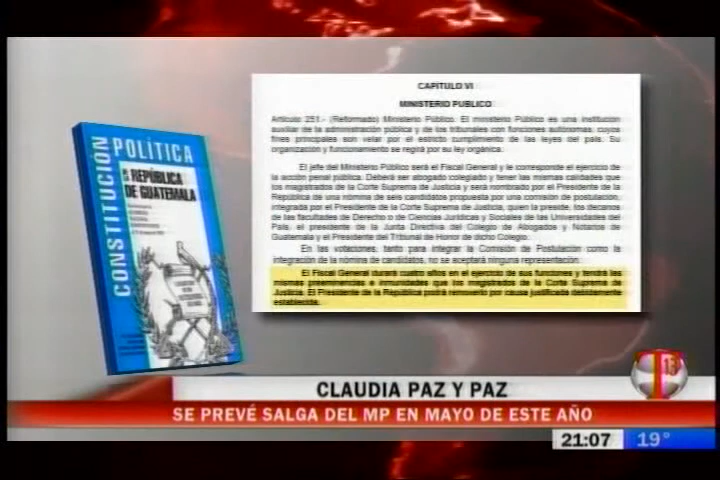 CAPÍTULO VI
MINISTERIO PUBLICO
Artículo 251.- (Reformado) Ministerio Público. El ministerio Público es una institución
auxiliar de la administración pública y de los tribunales con funciones autónomas, cuyos
fines principales son velar por el estricto cumplimiento de las leyes del país. Su
organización y funcionamiento se regirá por su ley orgánica.
El jefe del Ministerio Público será el Fiscal General y le corresponde el ejercicio de
la acción penal pública. Deberá ser abogado colegiado y tener las mismas calidades que
los magistrados de la Corte Suprema de Justicia y será nombrado por el Presidente de la
República de una nómina de seis candidatos propuesta por una comisión de postulación,
integrada por el Presidente de la Corte Suprema de Justicia, quien la preside, los decanos
de las facultades de Derecho o de Ciencias Jurídicas y Sociales de las Universidades del
País, el presidente de la Junta Directiva del Colegio de Abogados y Notarios de
Guatemala y el Presidente del Tribunal de Honor de dicho Colegio.
En las votaciones, tanto para integrar la Comisión de Postulación como la
integración de la nómina de candidatos, no se aceptará ninguna representación.
El Fiscal General durará cuatro años en el ejercicio de sus funciones y tendrá las
mismas preeminencias e inmunidades que los magistrados de la Corte Suprema de
Justicia. El Presidente de la República podrá removerlo por causa justificada debidamente
establecida.
CONSTITUCIÓN
POLÍTICA
DE LA REPÚBLICA
DE GUATEMALA
T13
CLAUDIA PAZ Y PAZ
SE PREVÉ SALGA DEL MP EN MAYO DE ESTE AÑO
21:07 19°